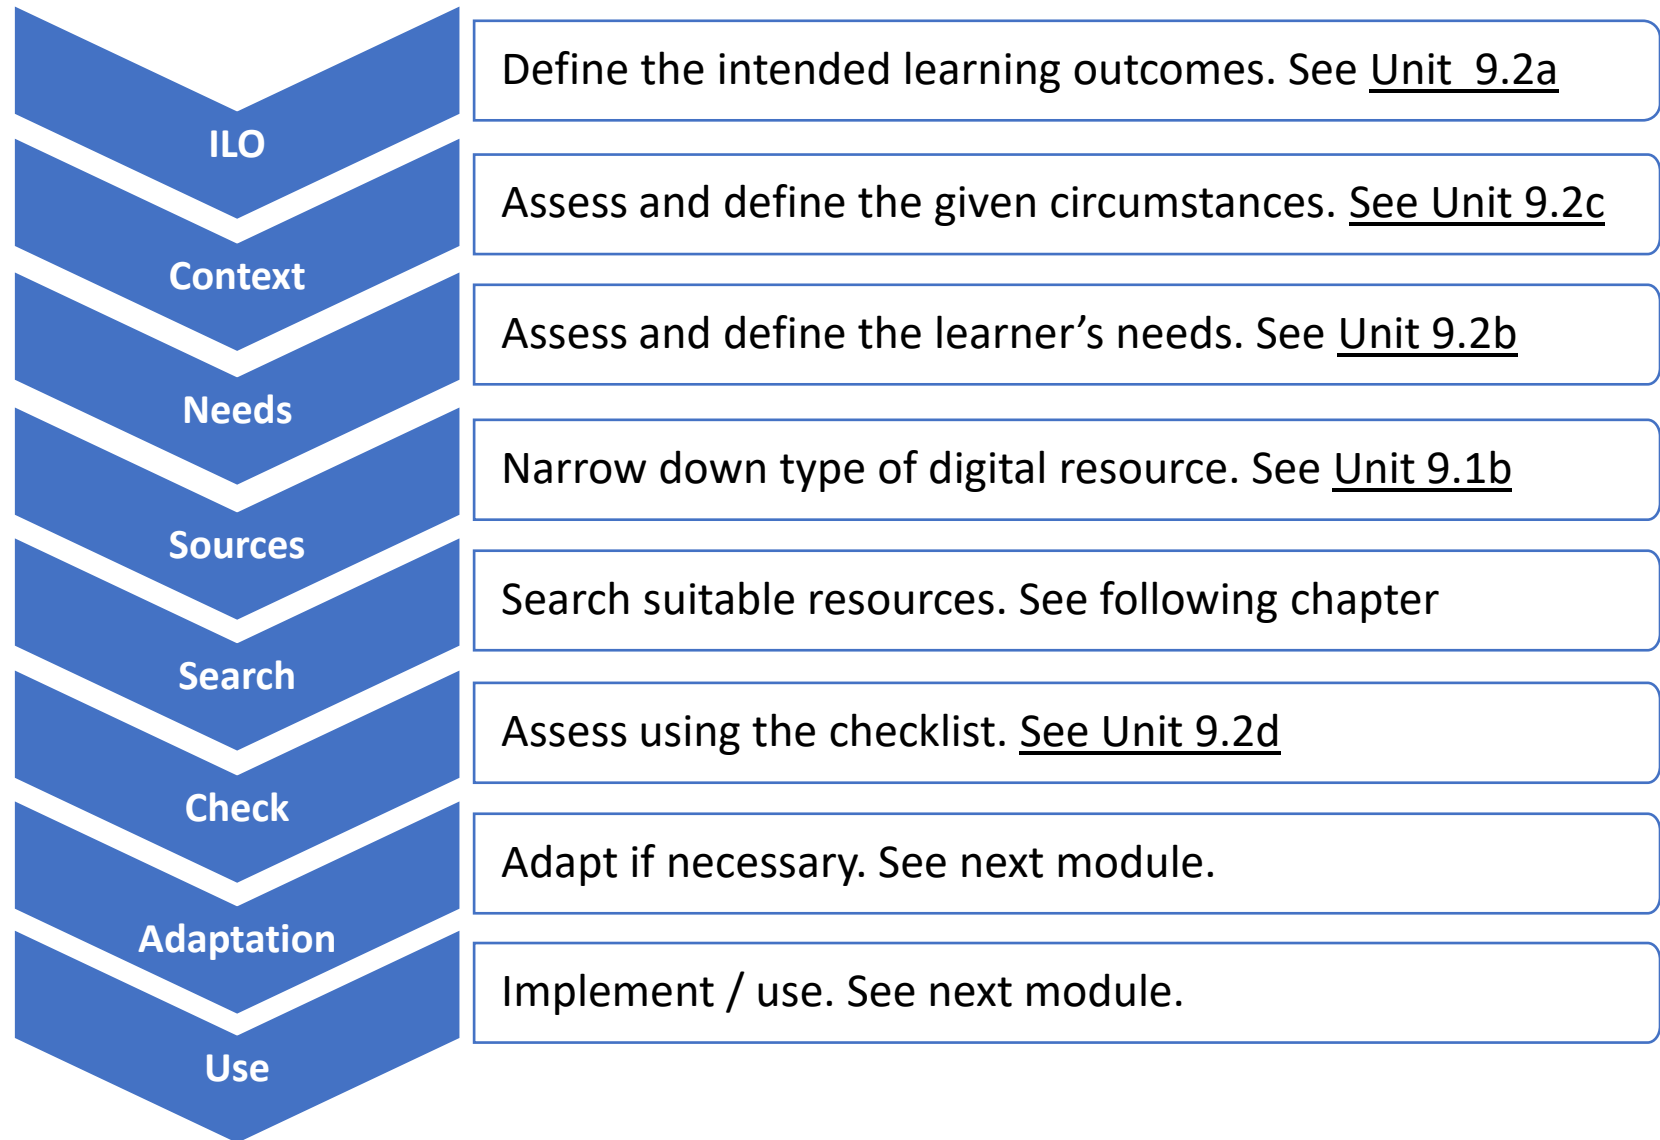 Define the intended learning outcomes. See Unit  9.2a
ILO
Assess and define the given circumstances. See Unit 9.2c
Context
Assess and define the learner’s needs. See Unit 9.2b
Needs
Narrow down type of digital resource. See Unit 9.1b
Sources
Search suitable resources. See following chapter
Search
Assess using the checklist. See Unit 9.2d
Check
Adapt if necessary. See next module.
Adaptation
Implement / use. See next module.
Use